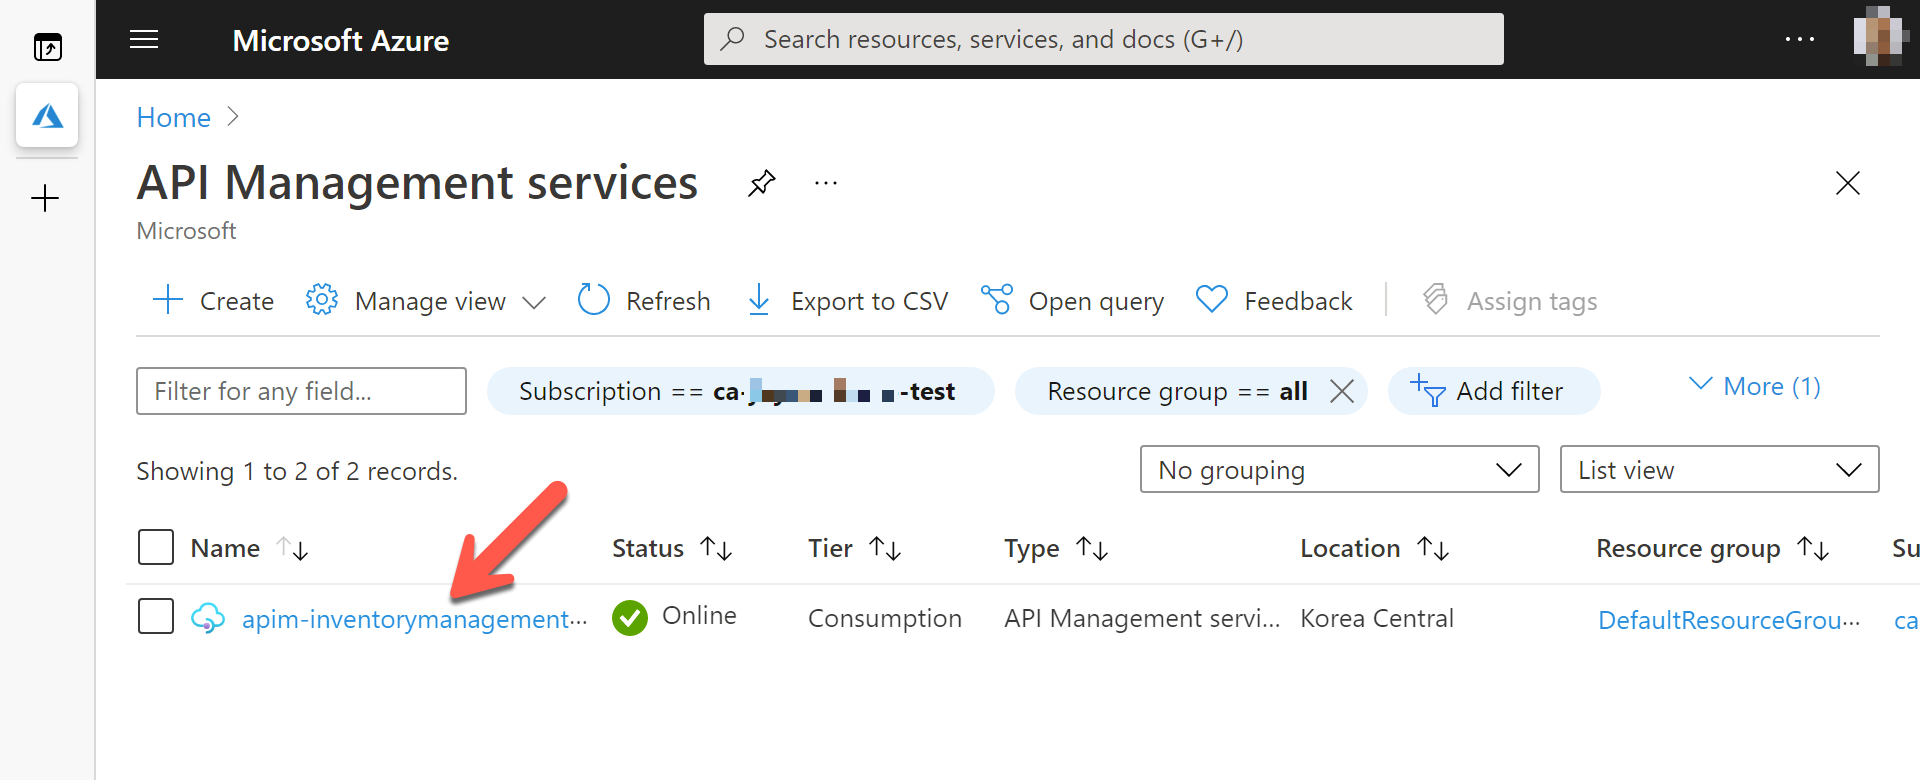 Microsoft Azure
Search resources, services, and docs (G+/)
Home
API Management services
Microsoft
Create
Manage view
Refresh
Export to CSV
Open query
Feedback
Assign tags
Filter for any field...
Subscription == ca- -test
Resource group == all
Add filter
More (1)
Showing 1 to 2 of 2 records.
No grouping
List view
Name
Status
Tier
Type
Location
Resource group
Su
apim-inventorymanagement...
Online
Consumption
API Management servi...
Korea Central
DefaultResourceGrou...
ca